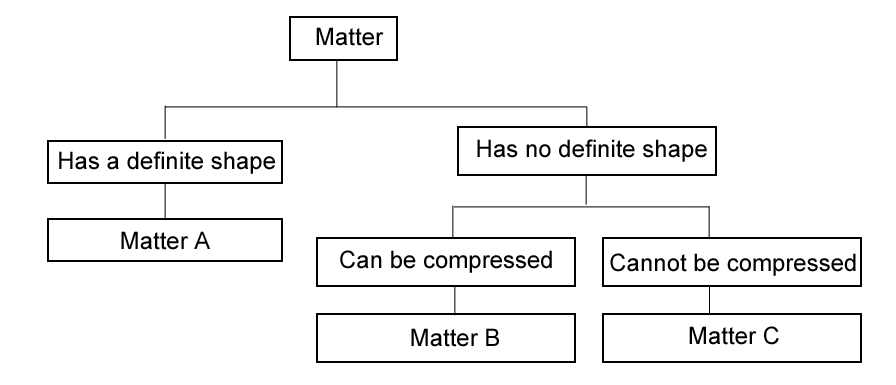 Matter
Has a definite shape
Has no definite shape
Matter A
Can be compressed
Cannot be compressed
Matter B
Matter C